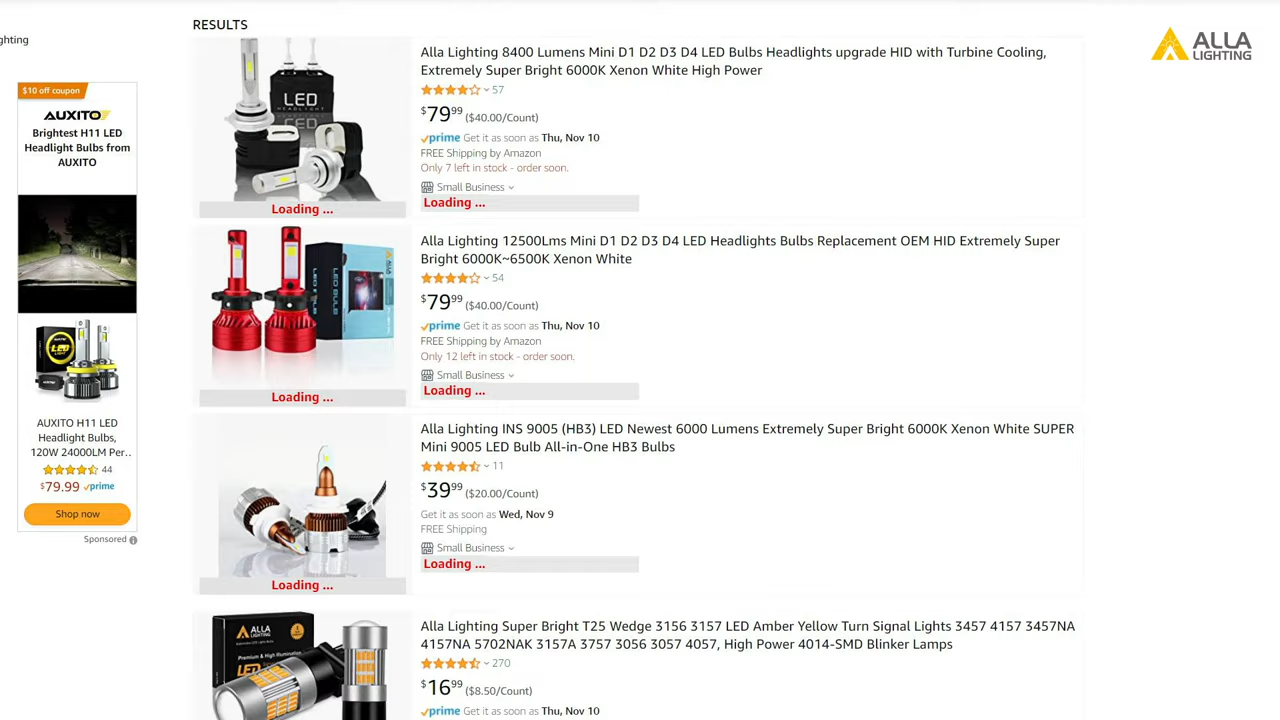 RESULTS
ghting
ALLA
LIGHTING
$10 off coupon
AUXITO
Brightest H11 LED
Headlight Bulbs from
AUXITO
AUXITO H11 LED
Headlight Bulbs,
120W 24000LM Per..
44
$79.99 prime
Shop now
Sponsored
LED
HEADLIGHT
Loading ...
Alla Lighting 8400 Lumens Mini D1 D2 D3 D4 LED Bulbs Headlights upgrade HID with Turbine Cooling,
Extremely Super Bright 6000K Xenon White High Power
57
$79.99 ($40.00/Count)
prime Get it as soon as Thu, Nov 10
FREE Shipping by Amazon
Only 7 left in stock - order soon.
Small Business
Loading ...
LED BULB
Loading ...
Alla Lighting 12500Lms Mini D1 D2 D3 D4 LED Headlights Bulbs Replacement OEM HID Extremely Super
Bright 6000K~6500K Xenon White
54
$79.99 ($40.00/Count)
prime Get it as soon as Thu, Nov 10
FREE Shipping by Amazon
Only 12 left in stock - order soon.
Small Business
Loading ...
Loading ...
Alla Lighting INS 9005 (HB3) LED Newest 6000 Lumens Extremely Super Bright 6000K Xenon White SUPER
Mini 9005 LED Bulb All-in-One HB3 Bulbs
11
$39.99 ($20.00/Count)
Get it as soon as Wed, Nov 9
FREE Shipping
Small Business
Loading ...
ALLA
LIGHTING
Premium & High Illumination
LED
Alla Lighting Super Bright T25 Wedge 3156 3157 LED Amber Yellow Turn Signal Lights 3457 4157 3457NA
4157NA 5702NAK 3157A 3757 3056 3057 4057, High Power 4014-SMD Blinker Lamps
270
$16.99 ($8.50/Count)
prime Get it as soon as Thu, Nov 10